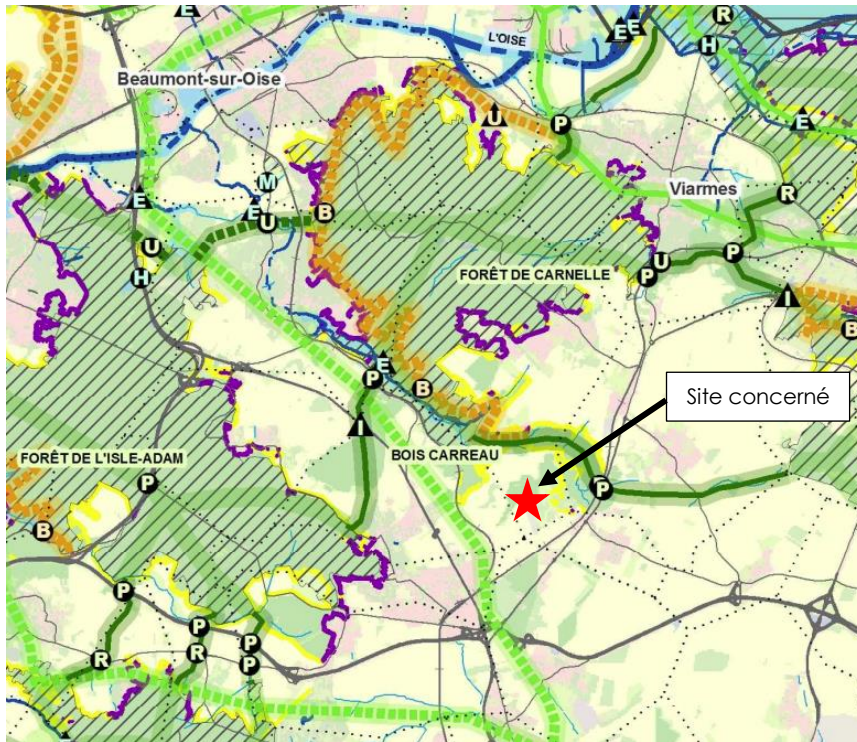 E
R
L'OISE
E
E
H
Beaumont-sur-Oise
U
P
E
M
Viarmes
E
R
B
E
U
U
P
U
H
FORÊT DE CARNELLE
P
I
B
E
P
B
Site concerné
I
BOIS CARREAU
FORÊT DE L'ISLE-ADAM
P
P
B
P
P
P
R
R
P